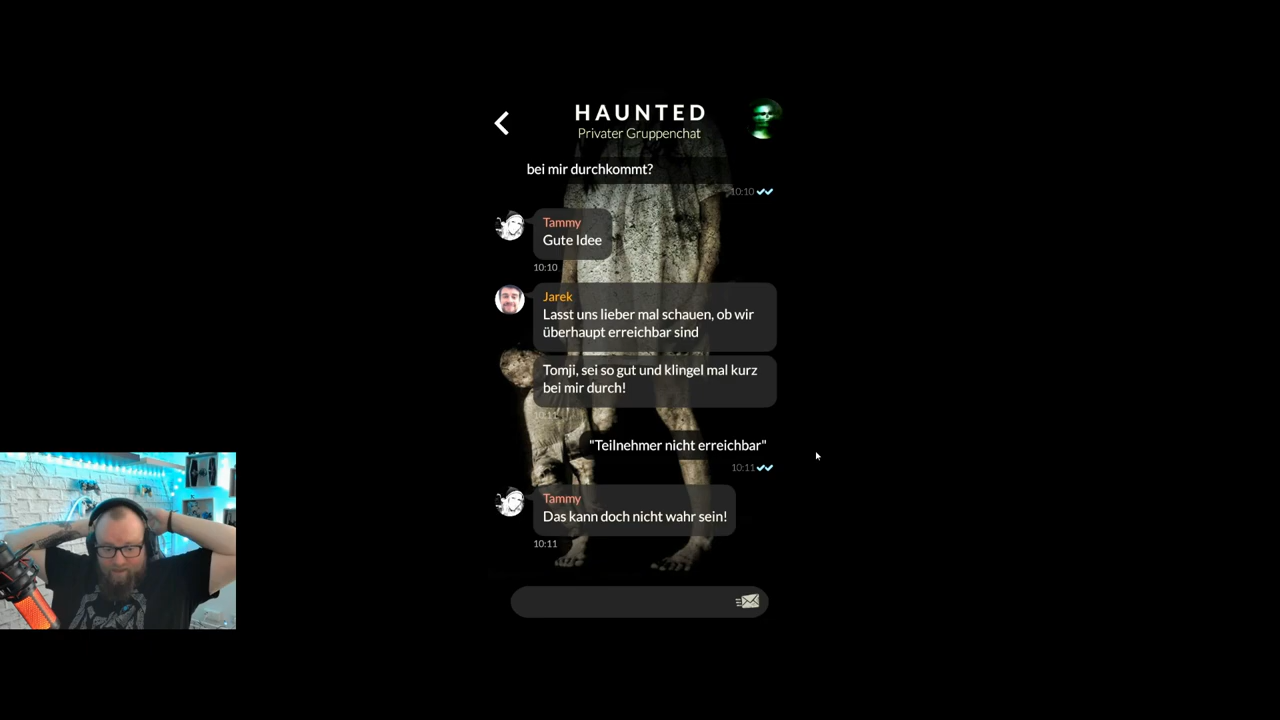 HAUNTED
Privater Gruppenchat
bei mir durchkommt?
10:10
Tammy
Gute Idee
10:10
Jarek
Lasst uns lieber mal schauen, ob wir
überhaupt erreichbar sind
Tomji, sei so gut und klingel mal kurz
bei mir durch!
10:11
"Teilnehmer nicht erreichbar"
10:11
Tammy
Das kann doch nicht wahr sein!
10:11